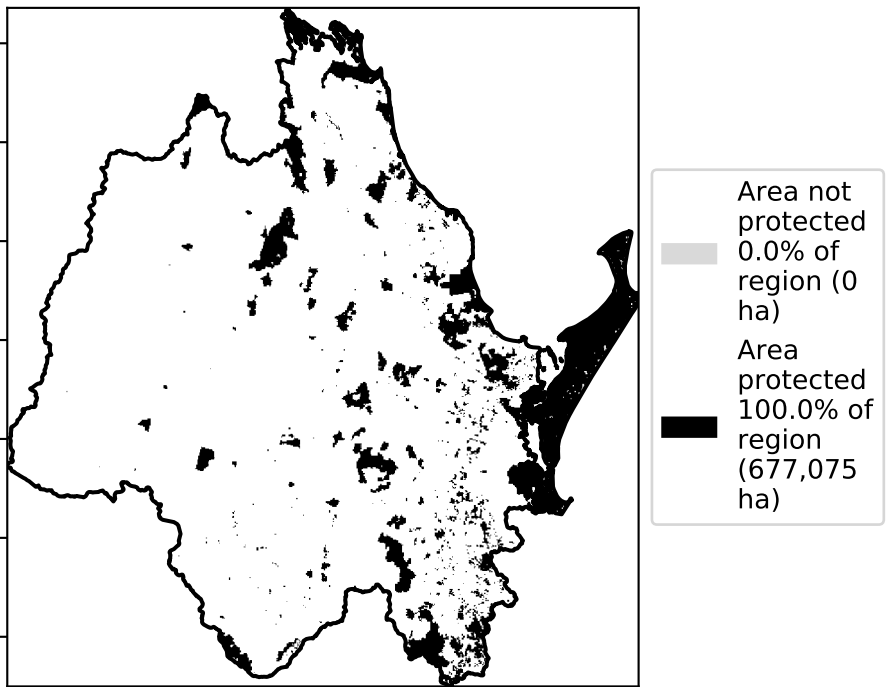 Area not
protected
0.0% of
region (0
ha)
Area
protected
100.0% of
region
(677,075
ha)